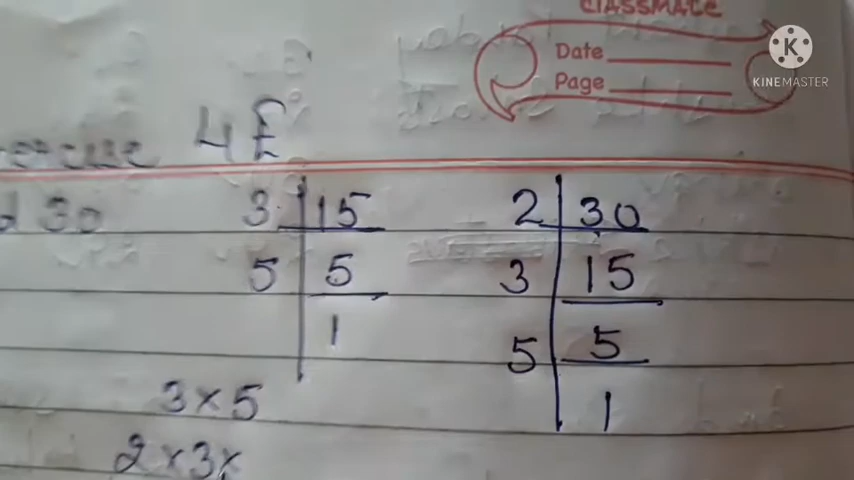 CLASSMATE
Date
Page
KINEMASTER
4E
30 3 15 2 30
5 5 3 15
1 5 5
3×5 1
2×3×